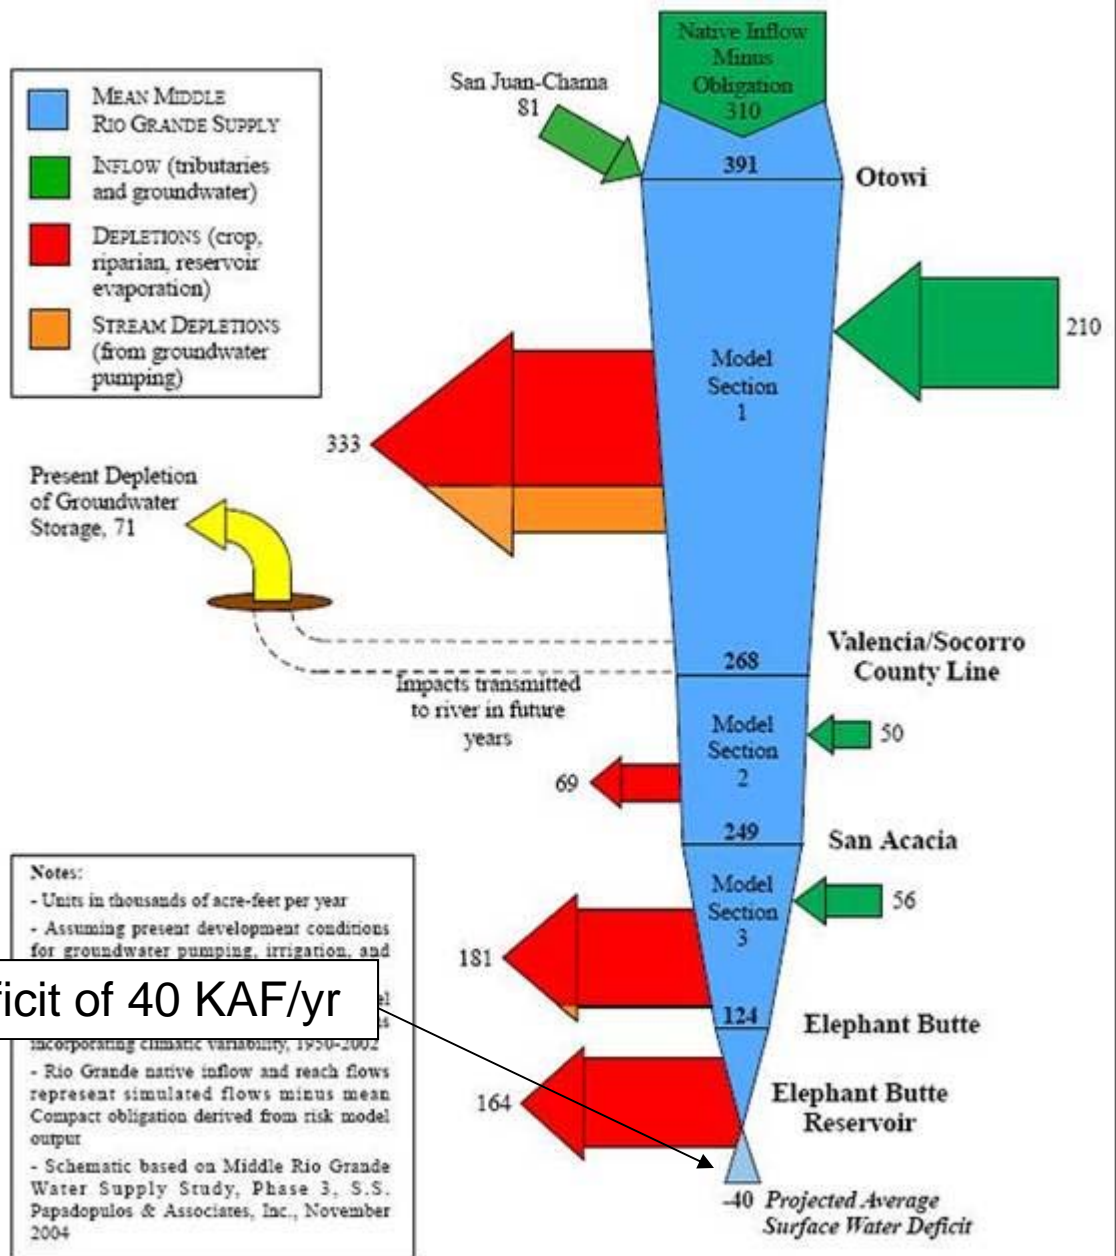 Native Inflow
Minus
Obligation
310
San Juan-Chama
81
MEAN MIDDLE
RIO GRANDE SUPPLY
INFLOW (tributaries
and groundwater)
DEPLETIONS (crop,
riparian, reservoir
evaporation)
STREAM DEPLETIONS
(from groundwater
pumping)
391
Otowi
210
Model
Section
1
333
Present Depletion
of Groundwater
Storage, 71
Valencia/Socorro
County Line
268
Impacts transmitted
to river in future
years
Model
Section
2
50
69
249
San Acacia
Model
Section
3
56
181
124
Elephant Butte
Elephant Butte
Reservoir
164
-40 Projected Average
Surface Water Deficit
Notes:
- Units in thousands of acre-feet per year
- Assuming present development conditions
for groundwater pumping, irrigation, and
ficit of 40 KAF/yr
incorporating climatic variability, 1950-2002
- Rio Grande native inflow and reach flows
represent simulated flows minus mean
Compact obligation derived from risk model
output
- Schematic based on Middle Rio Grande
Water Supply Study, Phase 3, S.S.
Papadopulos & Associates, Inc., November
2004